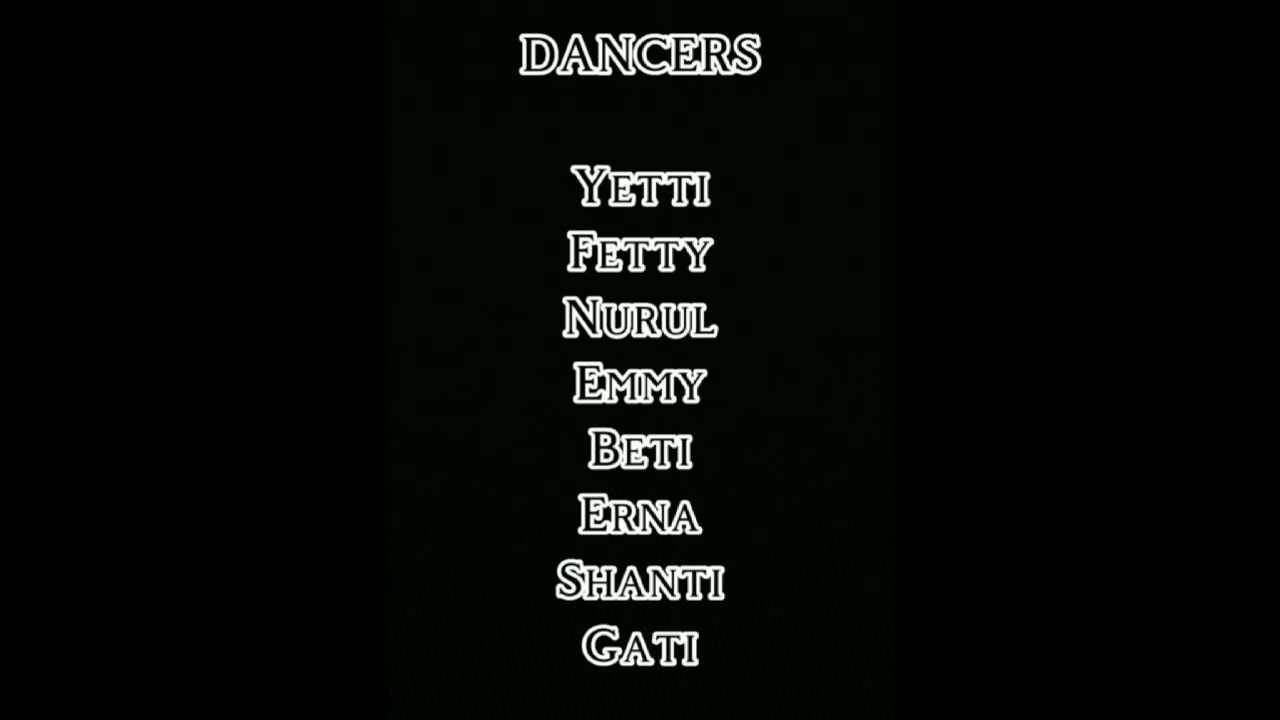 DANCERS
Yetti
Fetty
Nurul
Emmy
Beti
Erna
Shanti
Gati